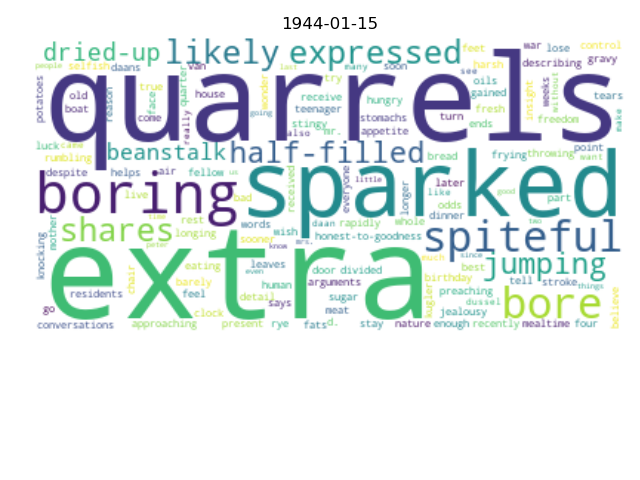 1944-01-15
dried-up likely expressed
feet war lose control
people selfish daans van last many soon see harsh describing gravy
quarrels
potatoes old boat reason true come face really quarter house wonder receive try hungry oils gained insight weeks without tears
stingy stomachs fresh freedom make
luck came going also mr. appetite turn ends
rumbling beanstalk half-filled bread frying throwing point want
despite helps air fellow us received everyone little longer later like good part
boring sparked
live bad odds dinner
mother shares longing rest words daan rapidly whole two
time sooner wish honest-to-goodness spiteful
knocking peter know mrs.
extra
eating leaves door divided much since best jumping
chair barely even human arguments birthday tell stroke things
residents feel detail sugar kugler preaching dussel bore believe
go clock says teenager meat jealousy
conversations approaching present rye fats d. stay nature enough recently mealtime four